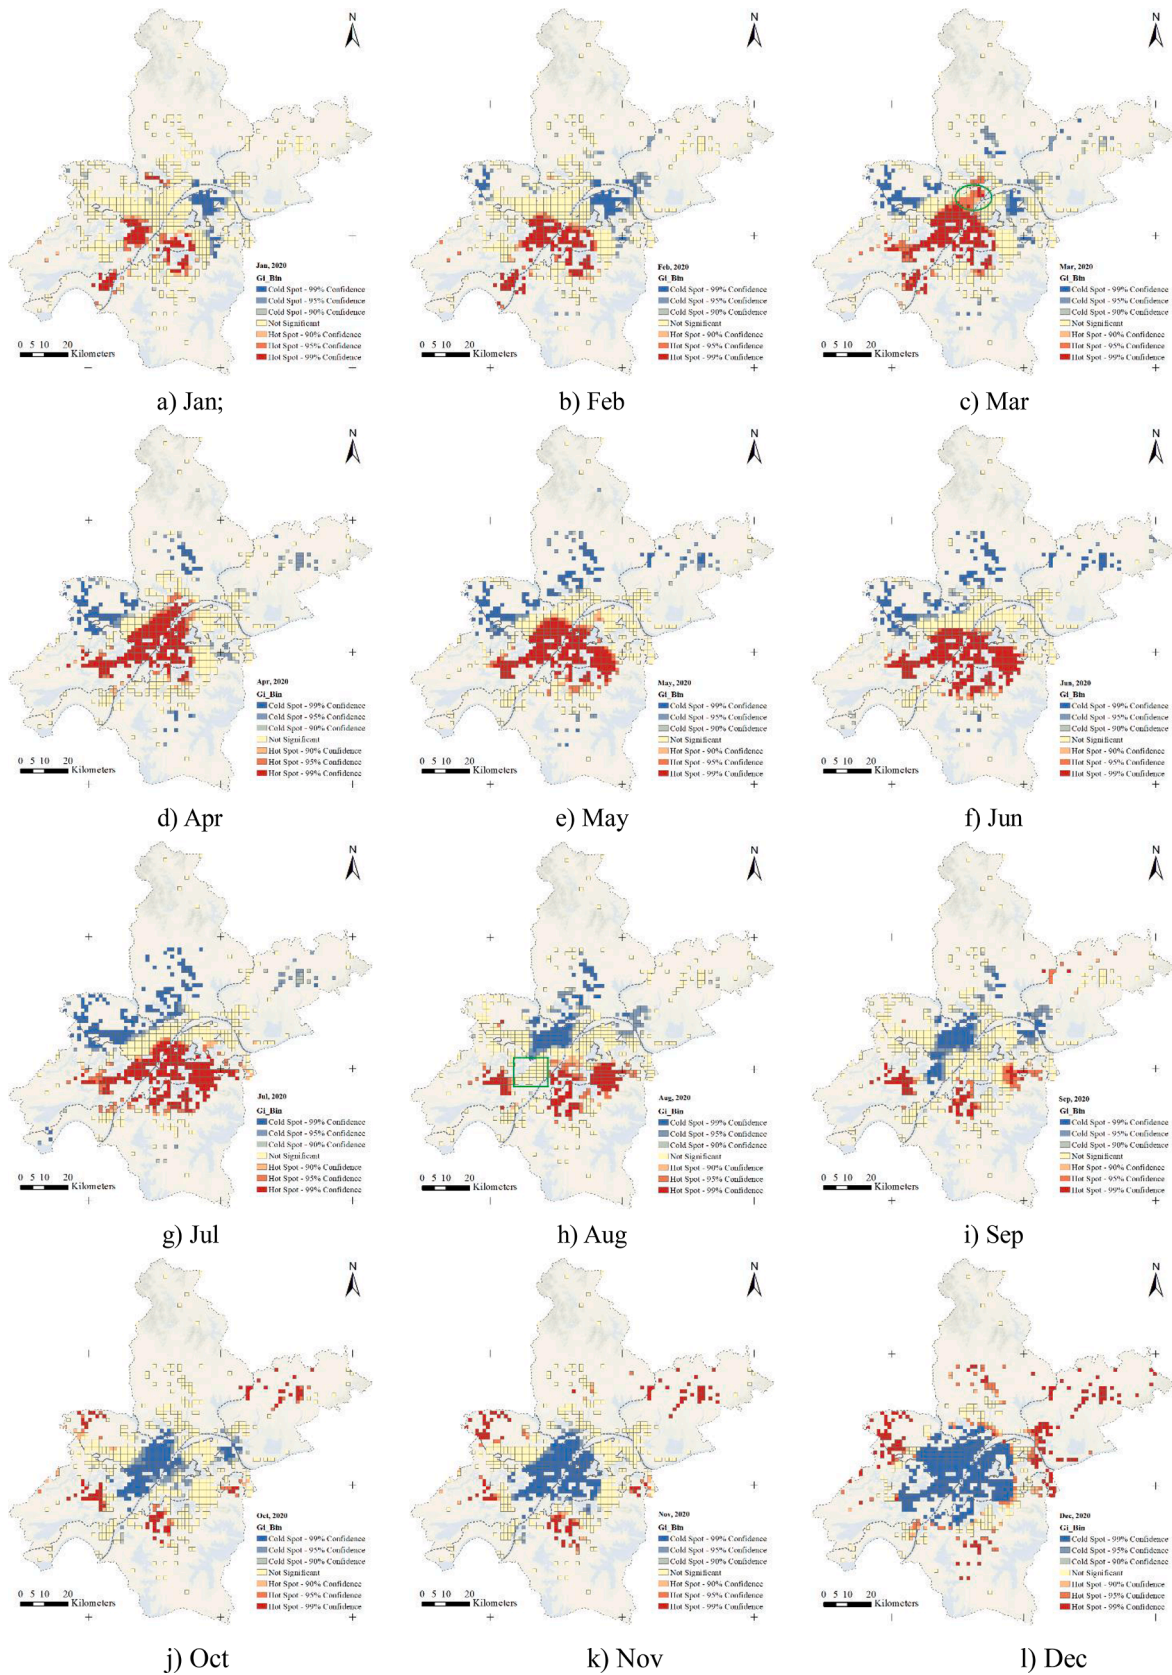 N
Jan, 2020
Gi_Bin
Cold Spot - 99% Confidence
Cold Spot - 95% Confidence
Cold Spot - 90% Confidence
Not Significant
Hot Spot - 90% Confidence
Hot Spot - 95% Confidence
Hot Spot - 99% Confidence
0 5 10 20
Kilometers
a) Jan;
N
Feb, 2020
Gi_Bin
Cold Spot - 99% Confidence
Cold Spot - 95% Confidence
Cold Spot - 90% Confidence
Not Significant
Hot Spot - 90% Confidence
Hot Spot - 95% Confidence
Hot Spot - 99% Confidence
0 5 10 20
Kilometers
b) Feb
N
Mar, 2020
Gi_Bin
Cold Spot - 99% Confidence
Cold Spot - 95% Confidence
Cold Spot - 90% Confidence
Not Significant
Hot Spot - 90% Confidence
Hot Spot - 95% Confidence
Hot Spot - 99% Confidence
0 5 10 20
Kilometers
c) Mar
N
Apr, 2020
Gi_Bin
Cold Spot - 99% Confidence
Cold Spot - 95% Confidence
Cold Spot - 90% Confidence
Not Significant
Hot Spot - 90% Confidence
Hot Spot - 95% Confidence
Hot Spot - 99% Confidence
0 5 10 20
Kilometers
d) Apr
N
May, 2020
Gi_Bin
Cold Spot - 99% Confidence
Cold Spot - 95% Confidence
Cold Spot - 90% Confidence
Not Significant
Hot Spot - 90% Confidence
Hot Spot - 95% Confidence
Hot Spot - 99% Confidence
0 5 10 20
Kilometers
e) May
N
Jun, 2020
Gi_Bin
Cold Spot - 99% Confidence
Cold Spot - 95% Confidence
Cold Spot - 90% Confidence
Not Significant
Hot Spot - 90% Confidence
Hot Spot - 95% Confidence
Hot Spot - 99% Confidence
0 5 10 20
Kilometers
f) Jun
N
Jul, 2020
Gi_Bin
Cold Spot - 99% Confidence
Cold Spot - 95% Confidence
Cold Spot - 90% Confidence
Not Significant
Hot Spot - 90% Confidence
Hot Spot - 95% Confidence
Hot Spot - 99% Confidence
0 5 10 20
Kilometers
g) Jul
N
Aug, 2020
Gi_Bin
Cold Spot - 99% Confidence
Cold Spot - 95% Confidence
Cold Spot - 90% Confidence
Not Significant
Hot Spot - 90% Confidence
Hot Spot - 95% Confidence
Hot Spot - 99% Confidence
0 5 10 20
Kilometers
h) Aug
N
Sep, 2020
Gi_Bin
Cold Spot - 99% Confidence
Cold Spot - 95% Confidence
Cold Spot - 90% Confidence
Not Significant
Hot Spot - 90% Confidence
Hot Spot - 95% Confidence
Hot Spot - 99% Confidence
0 5 10 20
Kilometers
i) Sep
N
Oct, 2020
Gi_Bin
Cold Spot - 99% Confidence
Cold Spot - 95% Confidence
Cold Spot - 90% Confidence
Not Significant
Hot Spot - 90% Confidence
Hot Spot - 95% Confidence
Hot Spot - 99% Confidence
0 5 10 20
Kilometers
j) Oct
N
Nov, 2020
Gi_Bin
Cold Spot - 99% Confidence
Cold Spot - 95% Confidence
Cold Spot - 90% Confidence
Not Significant
Hot Spot - 90% Confidence
Hot Spot - 95% Confidence
Hot Spot - 99% Confidence
0 5 10 20
Kilometers
k) Nov
N
Dec, 2020
Gi_Bin
Cold Spot - 99% Confidence
Cold Spot - 95% Confidence
Cold Spot - 90% Confidence
Not Significant
Hot Spot - 90% Confidence
Hot Spot - 95% Confidence
Hot Spot - 99% Confidence
0 5 10 20
Kilometers
l) Dec